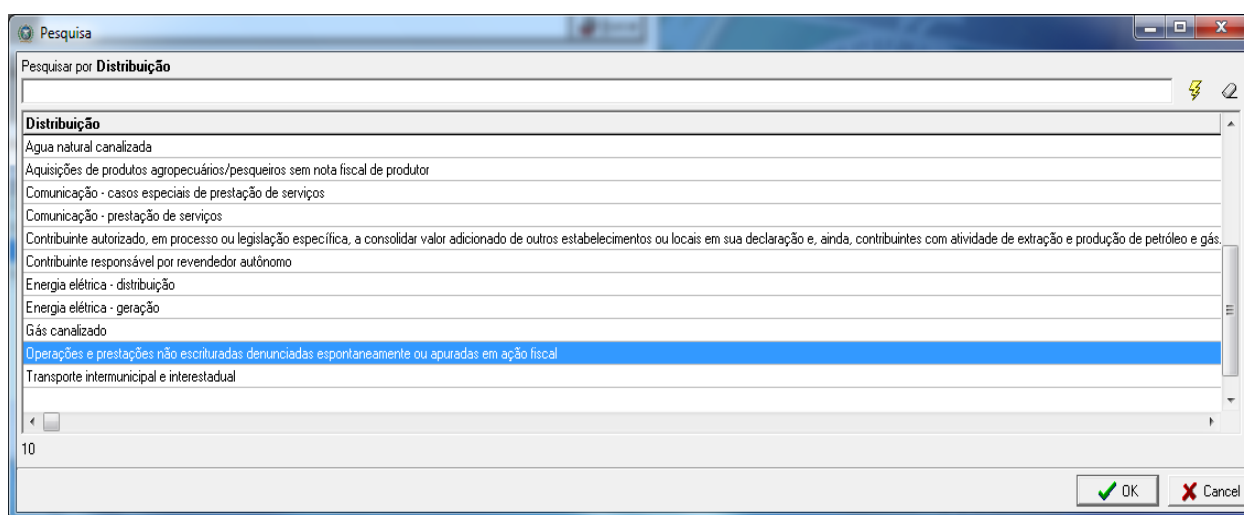 Pesquisa
Pesquisar por Distribuição
Distribuição
Agua natural canalizada
Aquisições de produtos agropecuários/pesqueiros sem nota fiscal de produtor
Comunicação - casos especiais de prestação de serviços
Comunicação - prestação de serviços
Contribuinte autorizado, em processo ou legislação específica, a consolidar valor adicionado de outros estabelecimentos ou locais em sua declaração e, ainda, contribuintes com atividade de extração e produção de petróleo e gás.
Contribuinte responsável por revendedor autônomo
Energia elétrica - distribuição
Energia elétrica - geração
Gás canalizado
Operações e prestações não escrituradas denunciadas espontaneamente ou apuradas em ação fiscal
Transporte intermunicipal e interestadual
10
OK Cancel